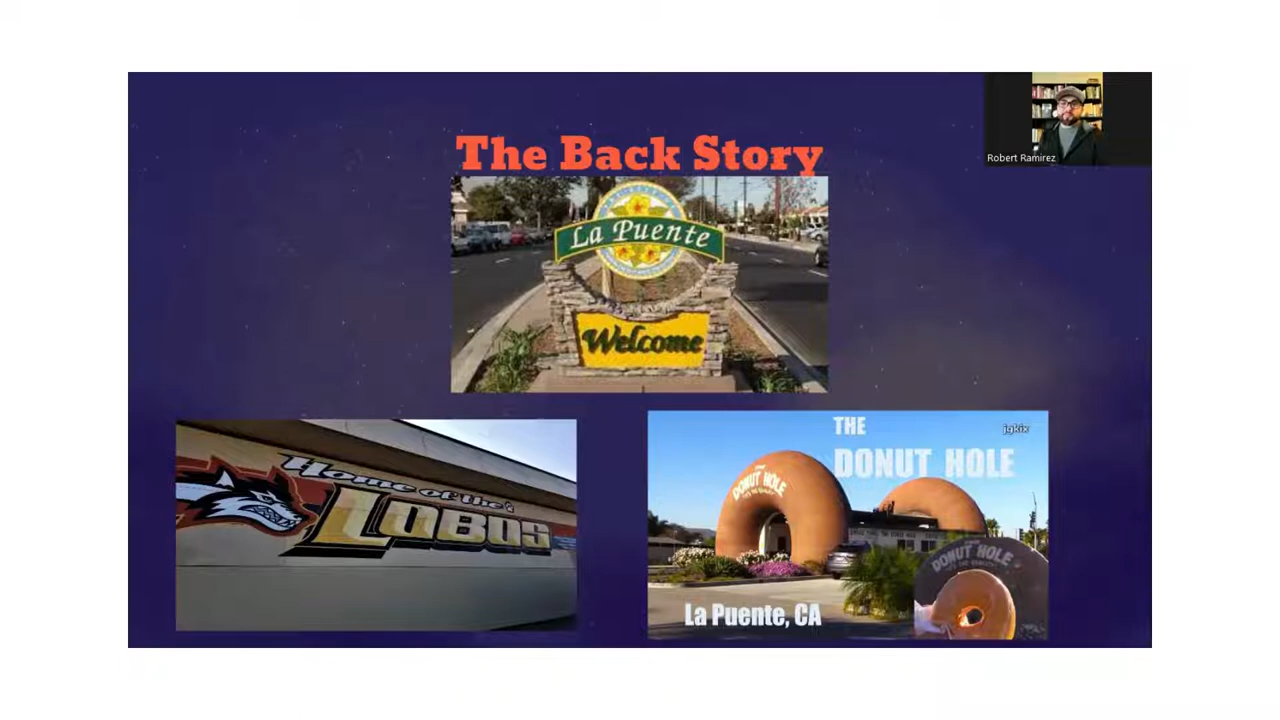 Robert Ramirez
The Back Story
La Puente
Welcome
Home of the
LOBOS
THE
DONUT HOLE
jgkix
DONUT HOLE
DONUT HOLE
La Puente, CA